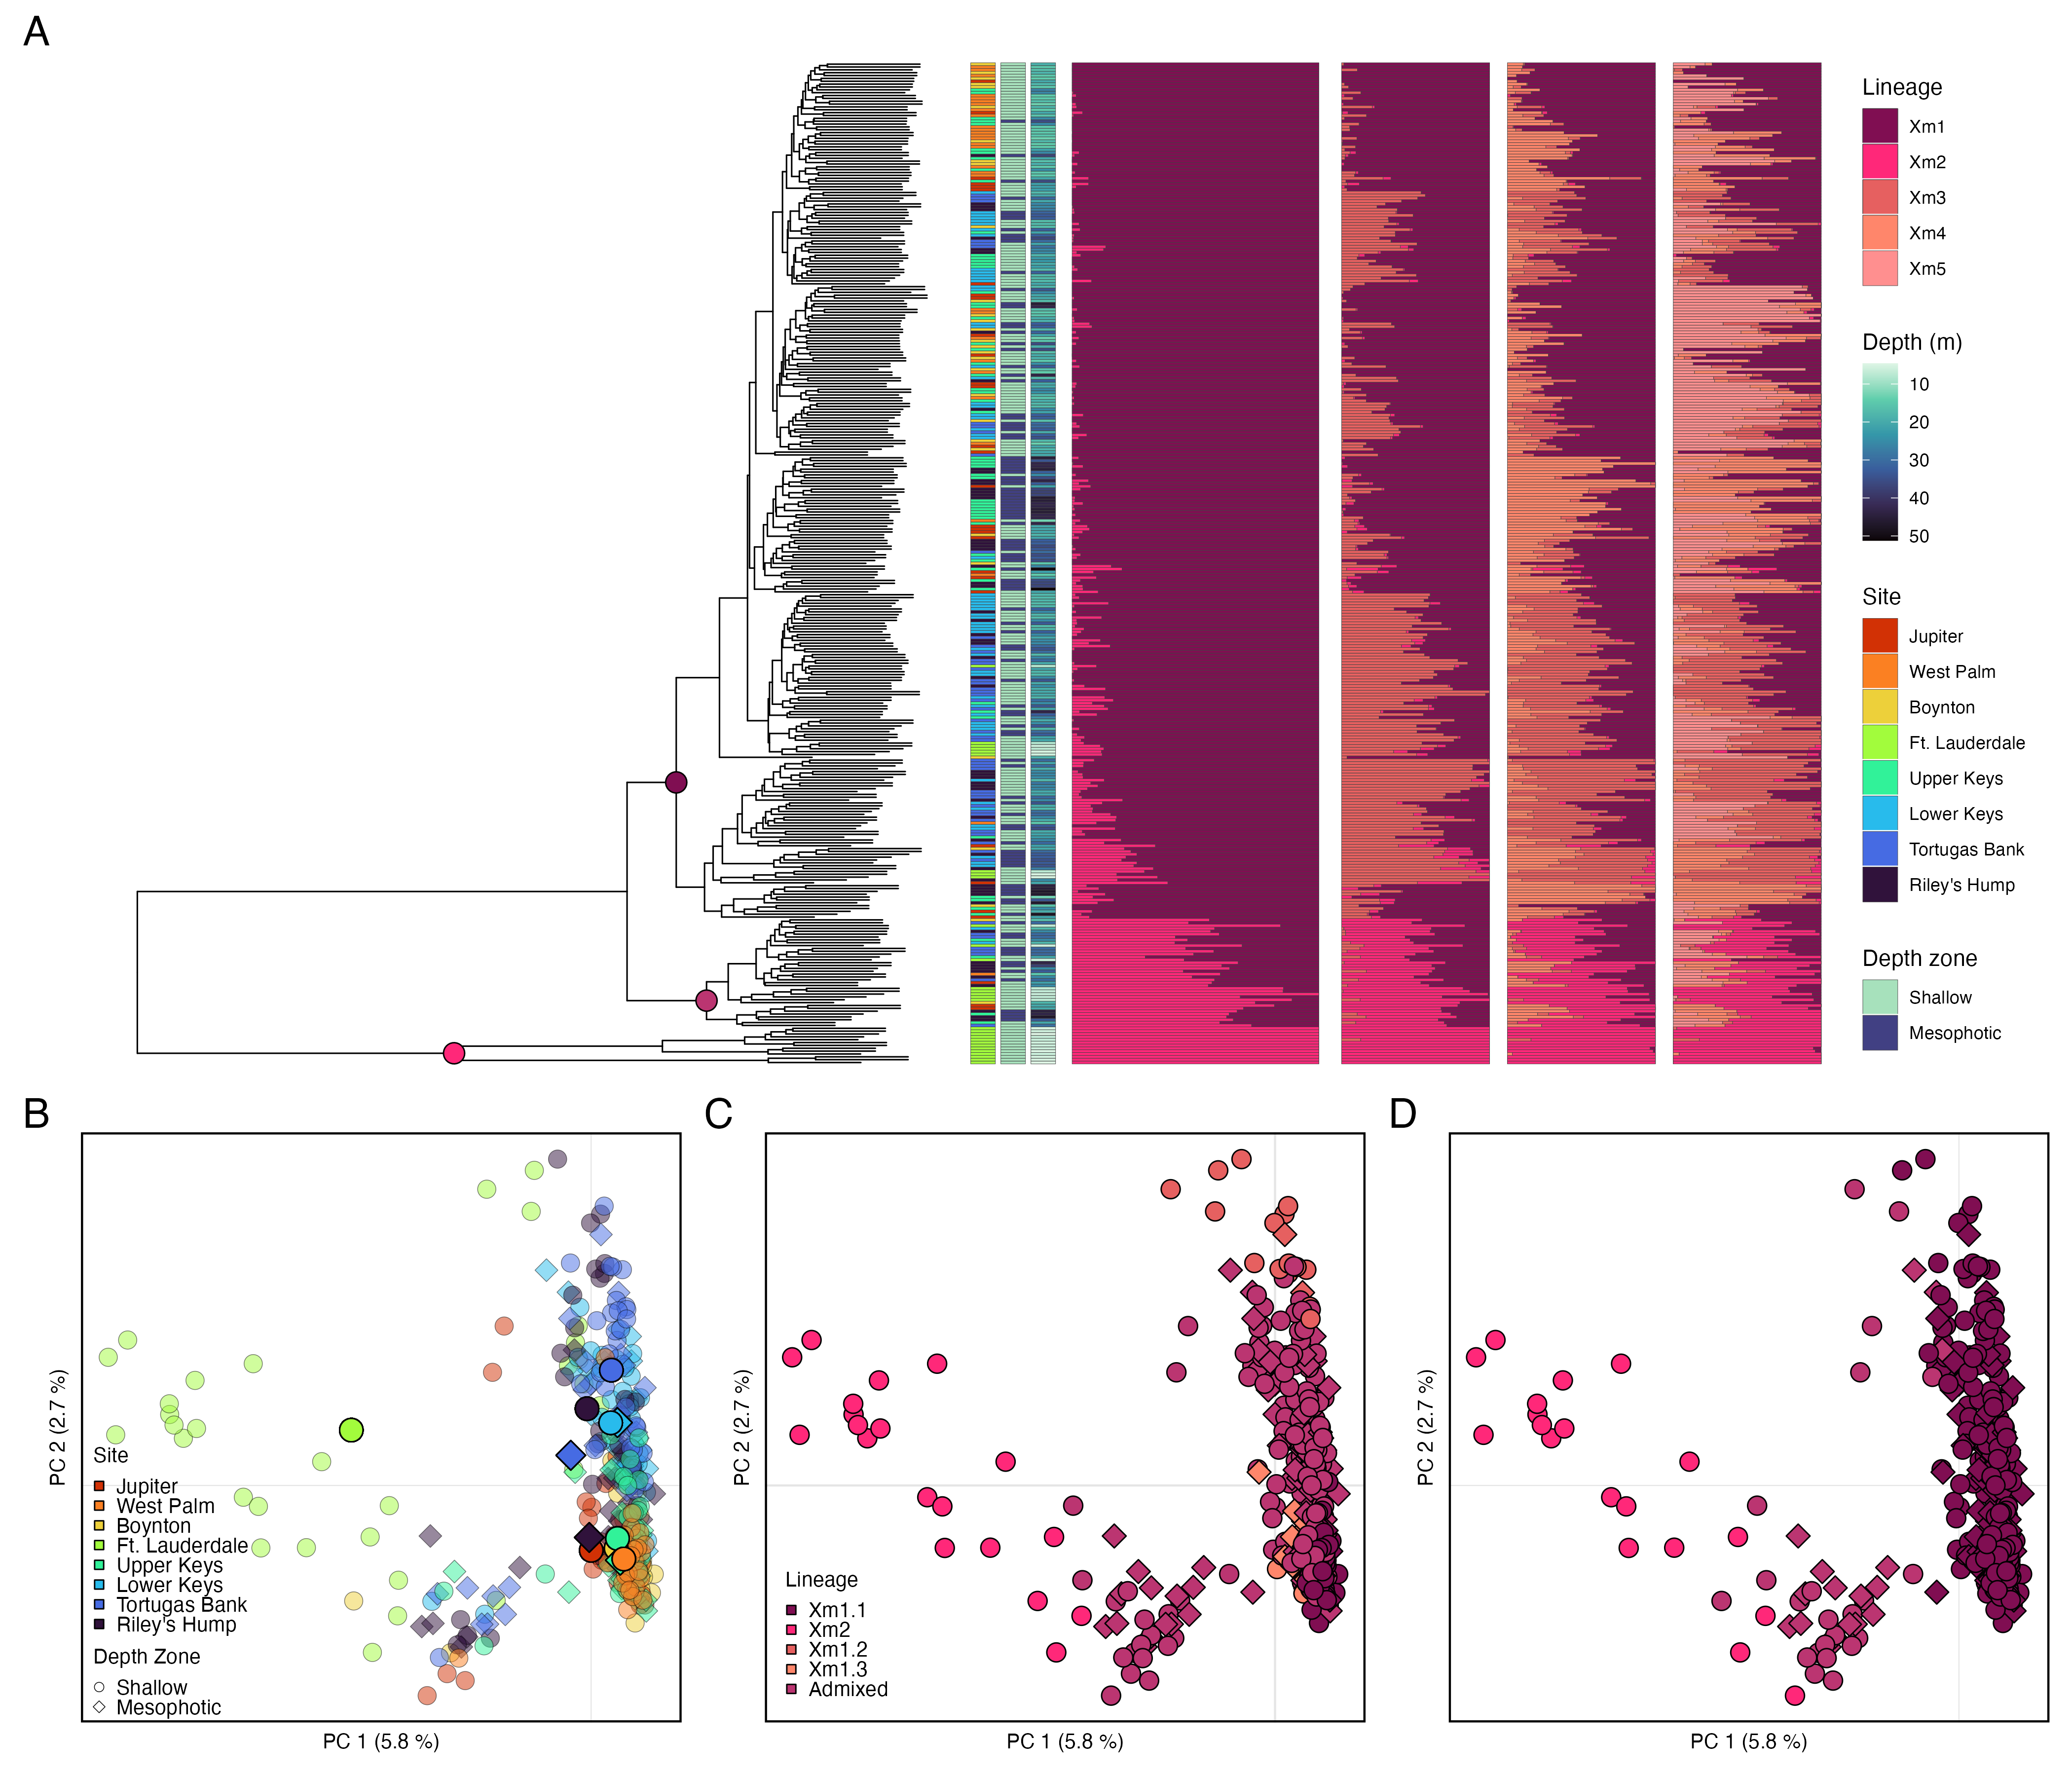 A
Lineage
Xm1
Xm2
Xm3
Xm4
Xm5
Depth (m)
10
20
30
40
50
Site
Jupiter
West Palm
Boynton
Ft. Lauderdale
Upper Keys
Lower Keys
Tortugas Bank
Riley's Hump
Depth zone
Shallow
Mesophotic
B
PC 2 (2.7 %)
Site
Jupiter
West Palm
Boynton
Ft. Lauderdale
Upper Keys
Lower Keys
Tortugas Bank
Riley's Hump
Depth Zone
Shallow
Mesophotic
PC 1 (5.8 %)
C
PC 2 (2.7 %)
Lineage
Xm1.1
Xm2
Xm1.2
Xm1.3
Admixed
PC 1 (5.8 %)
D
PC 2 (2.7 %)
PC 1 (5.8 %)